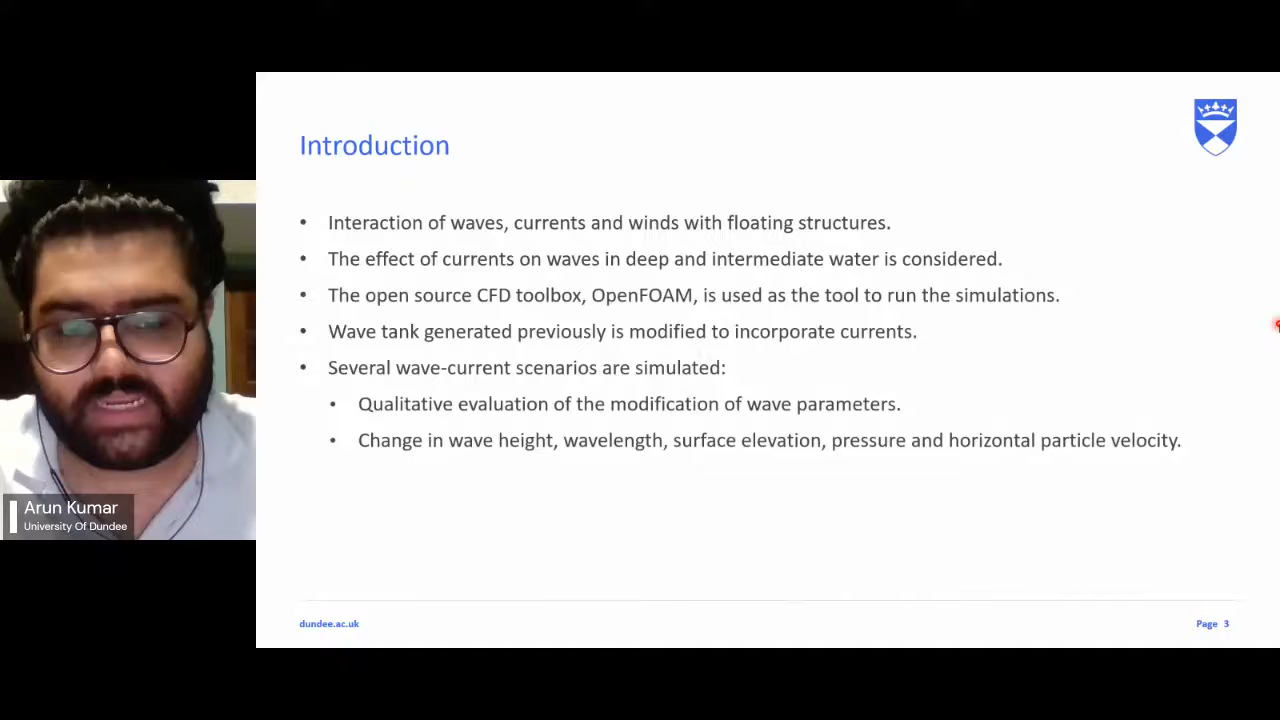 Introduction
• Interaction of waves, currents and winds with floating structures.
• The effect of currents on waves in deep and intermediate water is considered.
• The open source CFD toolbox, OpenFOAM, is used as the tool to run the simulations.
• Wave tank generated previously is modified to incorporate currents.
• Several wave-current scenarios are simulated:
• Qualitative evaluation of the modification of wave parameters.
• Change in wave height, wavelength, surface elevation, pressure and horizontal particle velocity.
Arun Kumar
University Of Dundee
dundee.ac.uk
Page 3